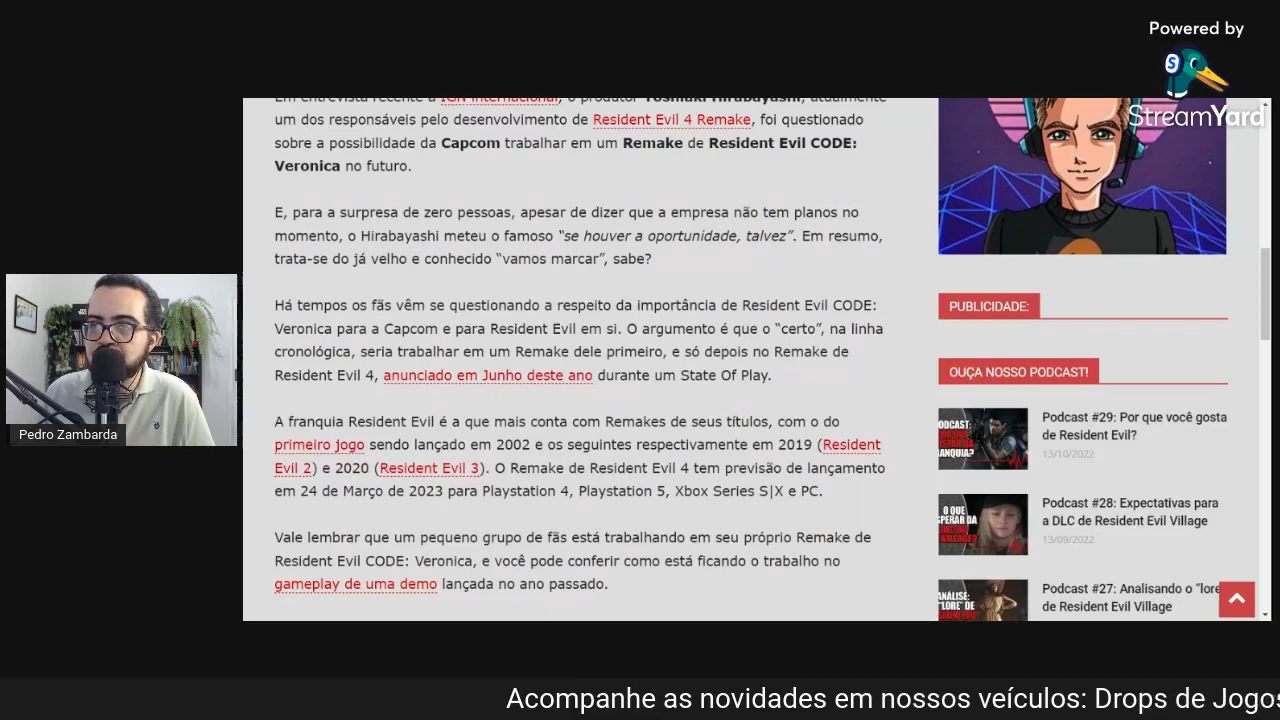 Powered by
StreamYard
Em entrevista recente à IGN Internacional, o produtor Yoshiaki Hirabayashi, atualmente
um dos responsáveis pelo desenvolvimento de Resident Evil 4 Remake, foi questionado
sobre a possibilidade da Capcom trabalhar em um Remake de Resident Evil CODE:
Veronica no futuro.
E, para a surpresa de zero pessoas, apesar de dizer que a empresa não tem planos no
momento, o Hirabayashi meteu o famoso "se houver a oportunidade, talvez". Em resumo,
trata-se do já velho e conhecido "vamos marcar", sabe?
Há tempos os fãs vêm se questionando a respeito da importância de Resident Evil CODE:
Veronica para a Capcom e para Resident Evil em si. O argumento é que o "certo", na linha
cronológica, seria trabalhar em um Remake dele primeiro, e só depois no Remake de
Resident Evil 4, anunciado em Junho deste ano durante um State Of Play.
A franquia Resident Evil é a que mais conta com Remakes de seus títulos, com o do
primeiro jogo sendo lançado em 2002 e os seguintes respectivamente em 2019 (Resident
Evil 2) e 2020 (Resident Evil 3). O Remake de Resident Evil 4 tem previsão de lançamento
em 24 de Março de 2023 para Playstation 4, Playstation 5, Xbox Series S|X e PC.
Vale lembrar que um pequeno grupo de fãs está trabalhando em seu próprio Remake de
Resident Evil CODE: Veronica, e você pode conferir como está ficando o trabalho no
gameplay de uma demo lançada no ano passado.
PUBLICIDADE:
OUÇA NOSSO PODCAST!
Podcast #29: Por que você gosta
de Resident Evil?
13/10/2022
Podcast #28: Expectativas para
a DLC de Resident Evil Village
13/09/2022
Podcast #27: Analisando o "lore
de Resident Evil Village
Pedro Zambarda
Acompanhe as novidades em nossos veículos: Drops de Jogos